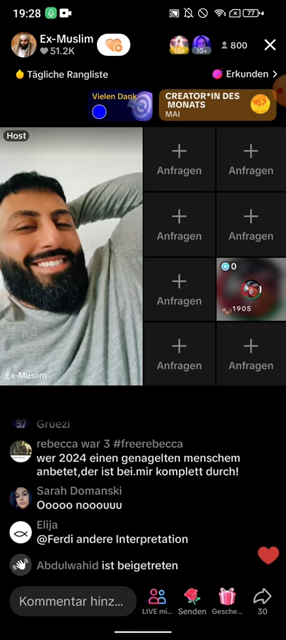 19:28
77
Ex-Muslim
51.2K
10+
10+
800
Tägliche Rangliste
Erkunden >
Vielen Dank
CREATOR*IN DES
MONATS
MAI
Host
Anfragen
Anfragen
Anfragen
Anfragen
Anfragen
0
1905
Anfragen
Anfragen
Ex-Muslim
Grüezi
rebecca war 3 #freerebecca
wer 2024 einen genagelten menschem
anbetet,der ist bei.mir komplett durch!
Sarah Domanski
Ooooo nooouuu
Elija
@Ferdi andere Interpretation
Abdulwahid ist beigetreten
Kommentar hinz...
LIVE mi...
Senden
Gesche...
30